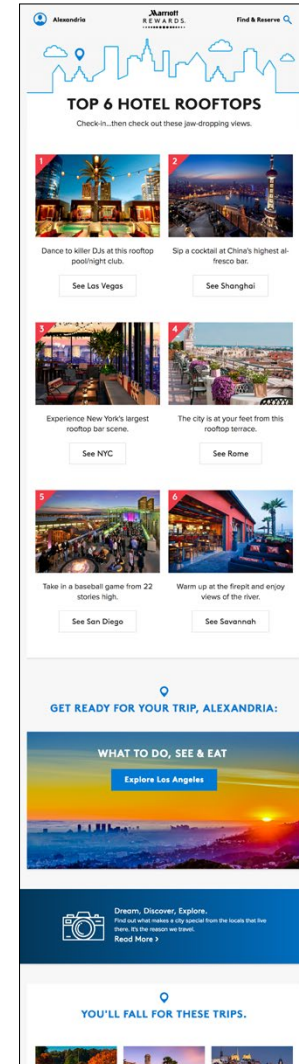 Alexandria
Marriott
REWARDS.
Find & Reserve
TOP 6 HOTEL ROOFTOPS
Check-in...then check out these jaw-dropping views.
1
2
Dance to killer DJs at this rooftop
pool/night club.
Sip a cocktail at China's highest al-
fresco bar.
See Las Vegas
See Shanghai
3
4
Experience New York's largest
rooftop bar scene.
The city is at your feet from this
rooftop terrace.
See NYC
See Rome
5
6
Take in a baseball game from 22
stories high.
Warm up at the firepit and enjoy
views of the river.
See San Diego
See Savannah
GET READY FOR YOUR TRIP, ALEXANDRIA:
WHAT TO DO, SEE & EAT
Explore Los Angeles
Dream, Discover, Explore.
Find out what makes a city special from the locals that live
there. It's the reason we travel.
Read More >
YOU'LL FALL FOR THESE TRIPS.